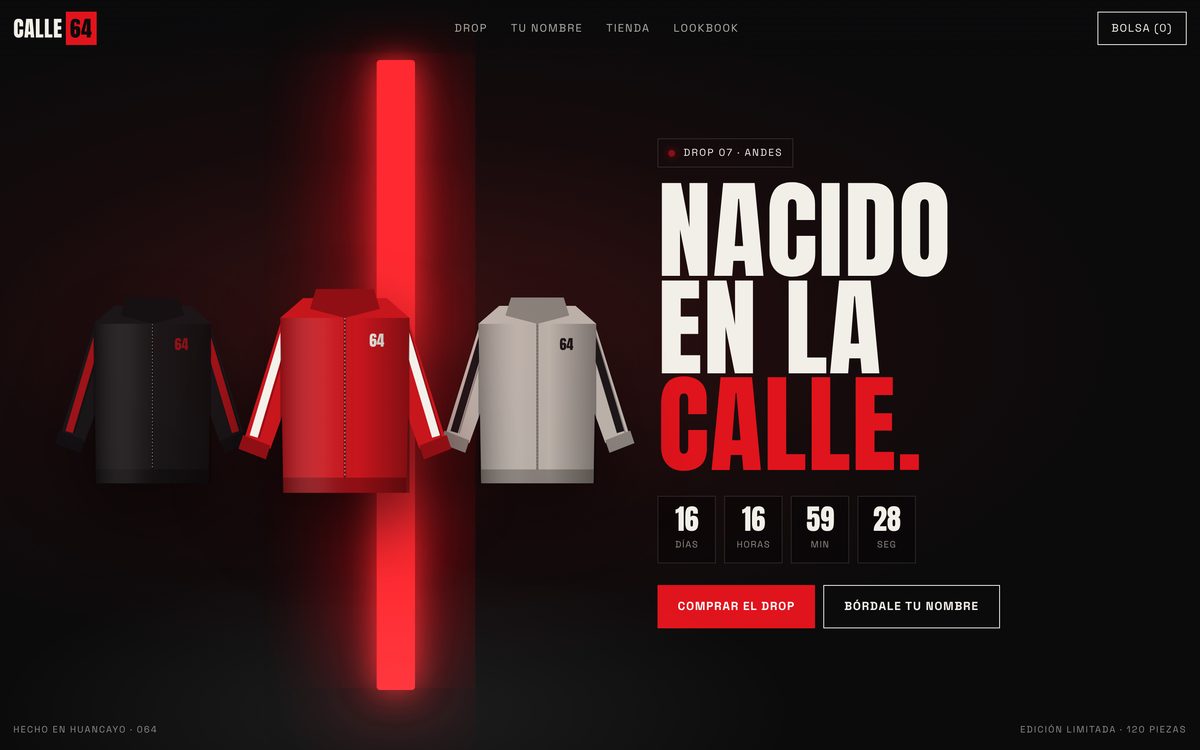 CALLE 64
DROP
TU NOMBRE
TIENDA
LOOKBOOK
BOLSA (0)
DROP 07 · ANDES
NACIDO
EN LA
CALLE.
64
64
64
16
DÍAS
16
HORAS
59
MIN
28
SEG
COMPRAR EL DROP
BÓRDALE TU NOMBRE
HECHO EN HUANCAYO · 064
EDICIÓN LIMITADA · 120 PIEZAS